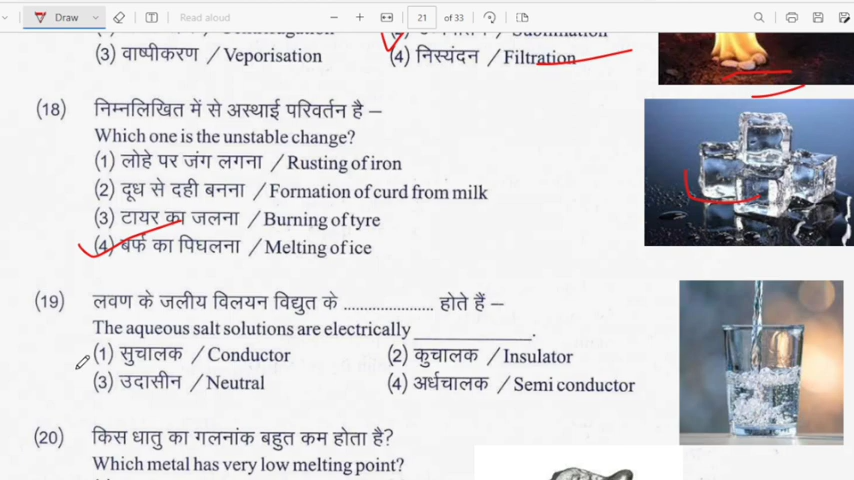 Draw
Read aloud
21 of 33
(3) वाष्पीकरण / Veporisation
(4) निस्यंदन / Filtration
(18) निम्नलिखित में से अस्थाई परिवर्तन है –
Which one is the unstable change?
(1) लोहे पर जंग लगना / Rusting of iron
(2) दूध से दही बनना / Formation of curd from milk
(3) टायर का जलना / Burning of tyre
(4) बर्फ का पिघलना / Melting of ice
(19) लवण के जलीय विलयन विद्युत के .................... होते हैं –
The aqueous salt solutions are electrically ____________.
(1) सुचालक / Conductor (2) कुचालक / Insulator
(3) उदासीन / Neutral (4) अर्धचालक / Semi conductor
(20) किस धातु का गलनांक बहुत कम होता है?
Which metal has very low melting point?